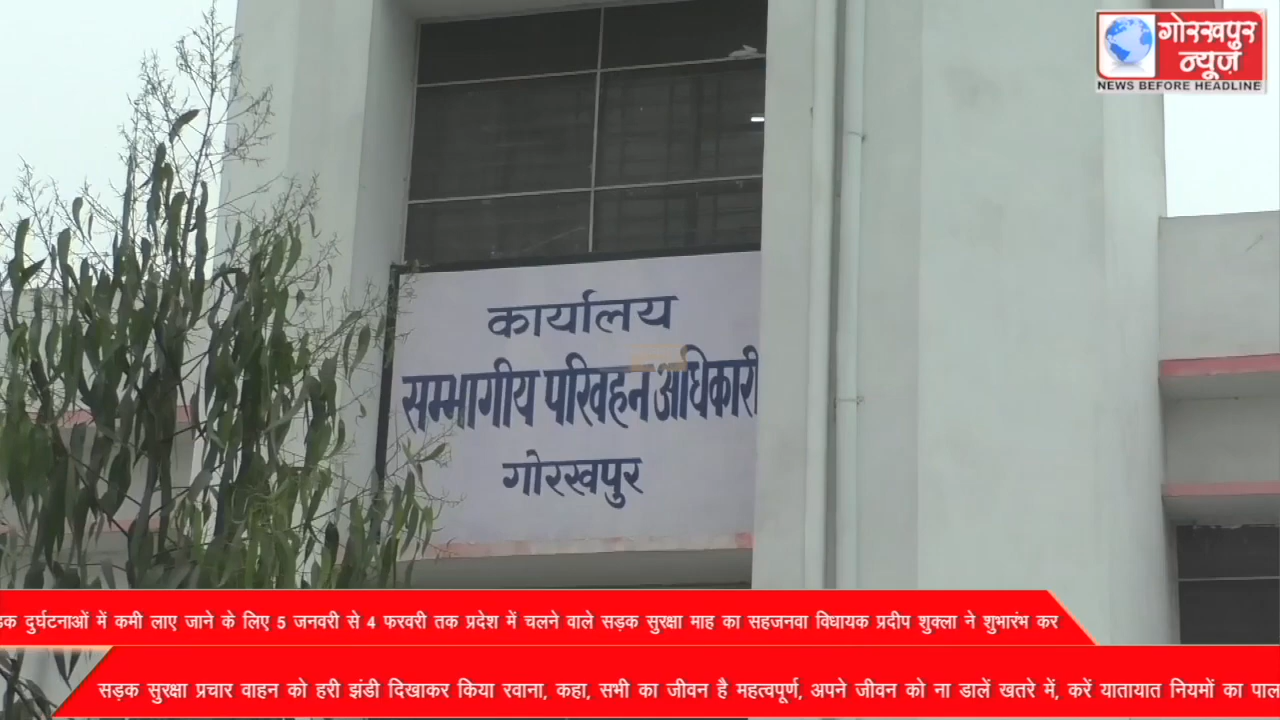 गोरखपुर
न्यूज़
NEWS BEFORE HEADLINE
कार्यालय
सम्भागीय परिवहन अधिकारी
गोरखपुर
दुर्घटनाओं में कमी लाए जाने के लिए 5 जनवरी से 4 फरवरी तक प्रदेश में चलने वाले सड़क सुरक्षा माह का सहजनवा विधायक प्रदीप शुक्ला ने शुभारंभ कर
सड़क सुरक्षा प्रचार वाहन को हरी झंडी दिखाकर किया रवाना, कहा, सभी का जीवन है महत्वपूर्ण, अपने जीवन को ना डालें खतरे में, करें यातायात नियमों का